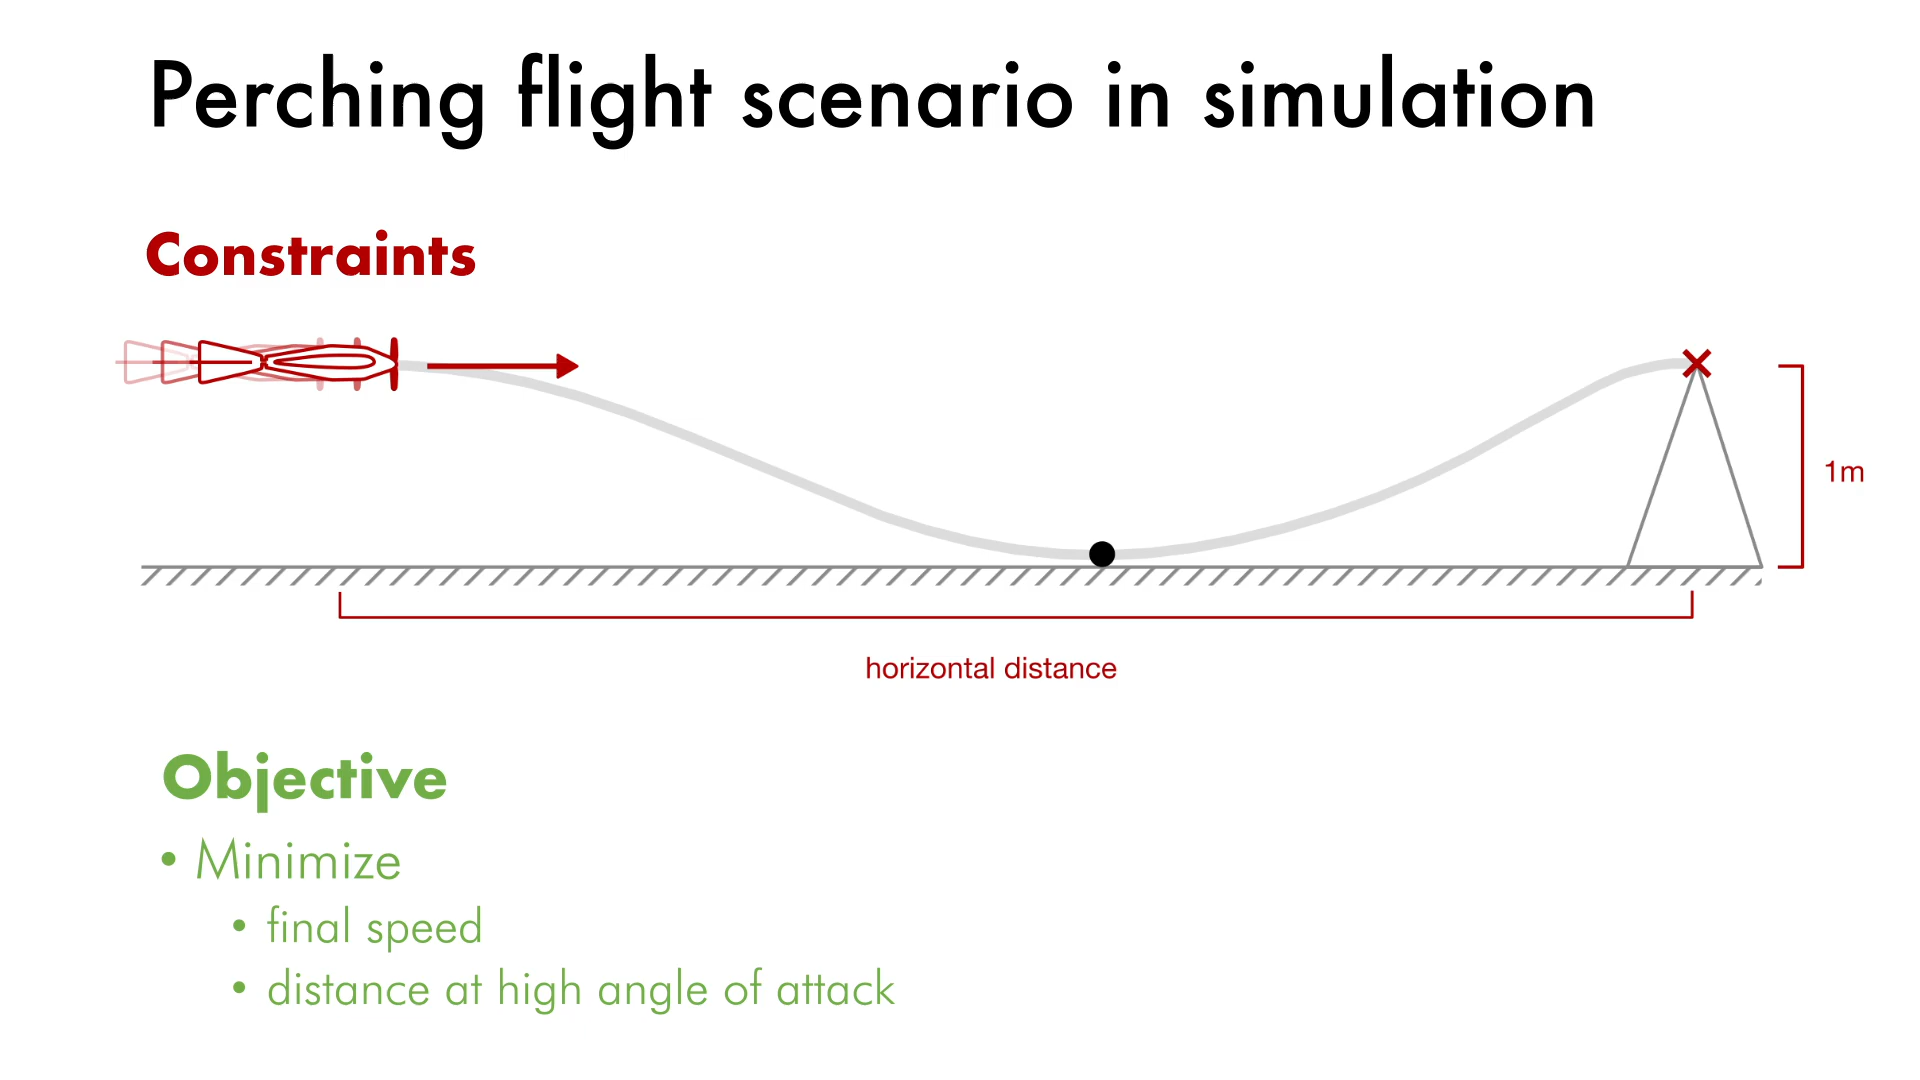 Perching flight scenario in simulation
Constraints
1m
horizontal distance
Objective
• Minimize
• final speed
• distance at high angle of attack